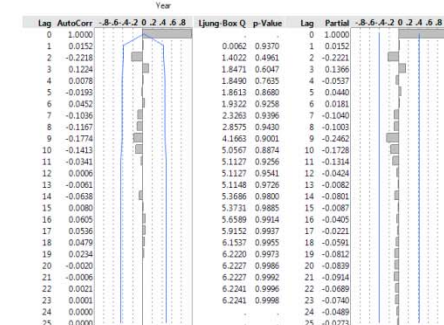 Year
Lag AutoCorr -.8-.6-.4-.2 0 .2 .4 .6 .8 Ljung-Box Q p-Value Lag Partial -.8-.6-.4-.2 0 .2 .4 .6 .8
0 1.0000 . . 0 1.0000
1 0.0152 0.0062 0.9370 1 0.0152
2 -0.2218 1.4022 0.4961 2 -0.2221
3 0.1224 1.8471 0.6047 3 0.1366
4 0.0078 1.8490 0.7635 4 -0.0537
5 -0.0193 1.8613 0.8680 5 0.0440
6 0.0452 1.9322 0.9258 6 0.0181
7 -0.1036 2.3263 0.9396 7 -0.1040
8 -0.1167 2.8575 0.9430 8 -0.1003
9 -0.1774 4.1663 0.9001 9 -0.2462
10 -0.1413 5.0567 0.8874 10 -0.1728
11 -0.0341 5.1127 0.9256 11 -0.1314
12 0.0006 5.1127 0.9541 12 -0.0424
13 -0.0061 5.1148 0.9726 13 -0.0082
14 -0.0638 5.3686 0.9800 14 -0.0801
15 0.0080 5.3731 0.9885 15 -0.0087
16 0.0605 5.6589 0.9914 16 -0.0405
17 0.0536 5.9152 0.9937 17 -0.0221
18 0.0479 6.1537 0.9955 18 -0.0591
19 0.0234 6.2220 0.9973 19 -0.0812
20 -0.0020 6.2227 0.9986 20 -0.0839
21 -0.0006 6.2227 0.9992 21 -0.0914
22 0.0021 6.2241 0.9996 22 -0.0689
23 0.0001 6.2241 0.9998 23 -0.0740
24 0.0000 . . 24 -0.0489
25 0.0000 . . 25 -0.0273